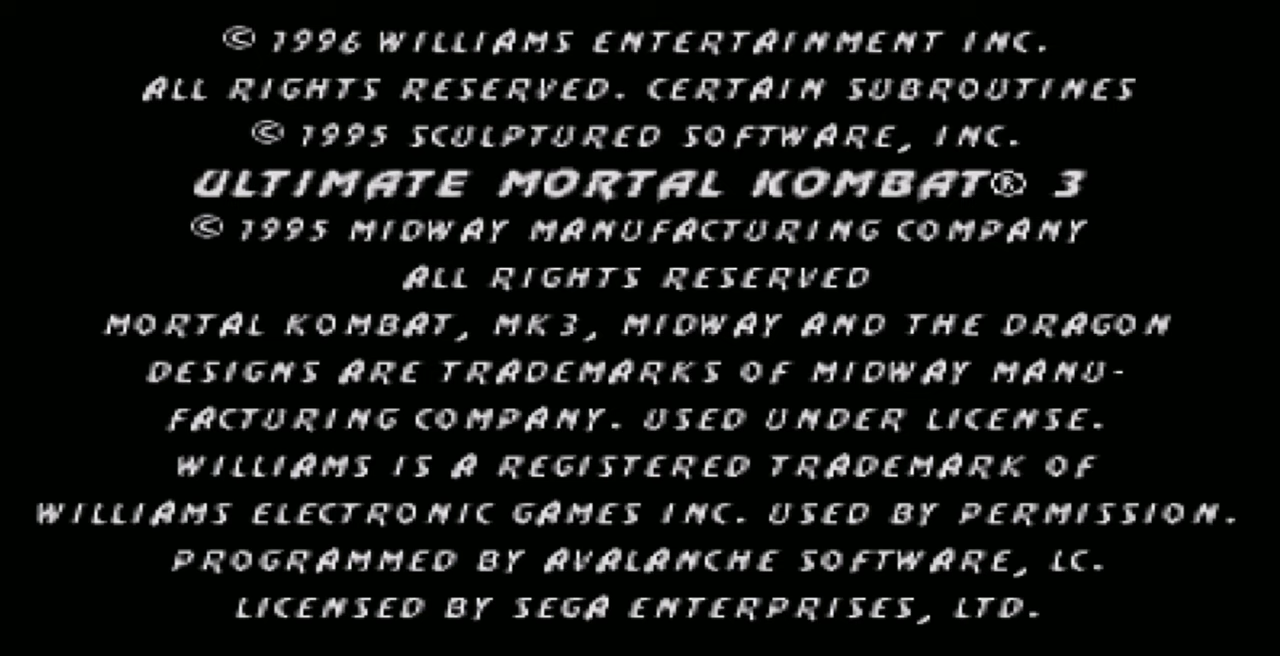 © 1996 WILLIAMS ENTERTAINMENT INC.
ALL RIGHTS RESERVED. CERTAIN SUBROUTINES
© 1995 SCULPTURED SOFTWARE, INC.
ULTIMATE MORTAL KOMBAT® 3
© 1995 MIDWAY MANUFACTURING COMPANY
ALL RIGHTS RESERVED
MORTAL KOMBAT, MK3, MIDWAY AND THE DRAGON
DESIGNS ARE TRADEMARKS OF MIDWAY MANU-
FACTURING COMPANY. USED UNDER LICENSE.
WILLIAMS IS A REGISTERED TRADEMARK OF
WILLIAMS ELECTRONIC GAMES INC. USED BY PERMISSION.
PROGRAMMED BY AVALANCHE SOFTWARE, LC.
LICENSED BY SEGA ENTERPRISES, LTD.